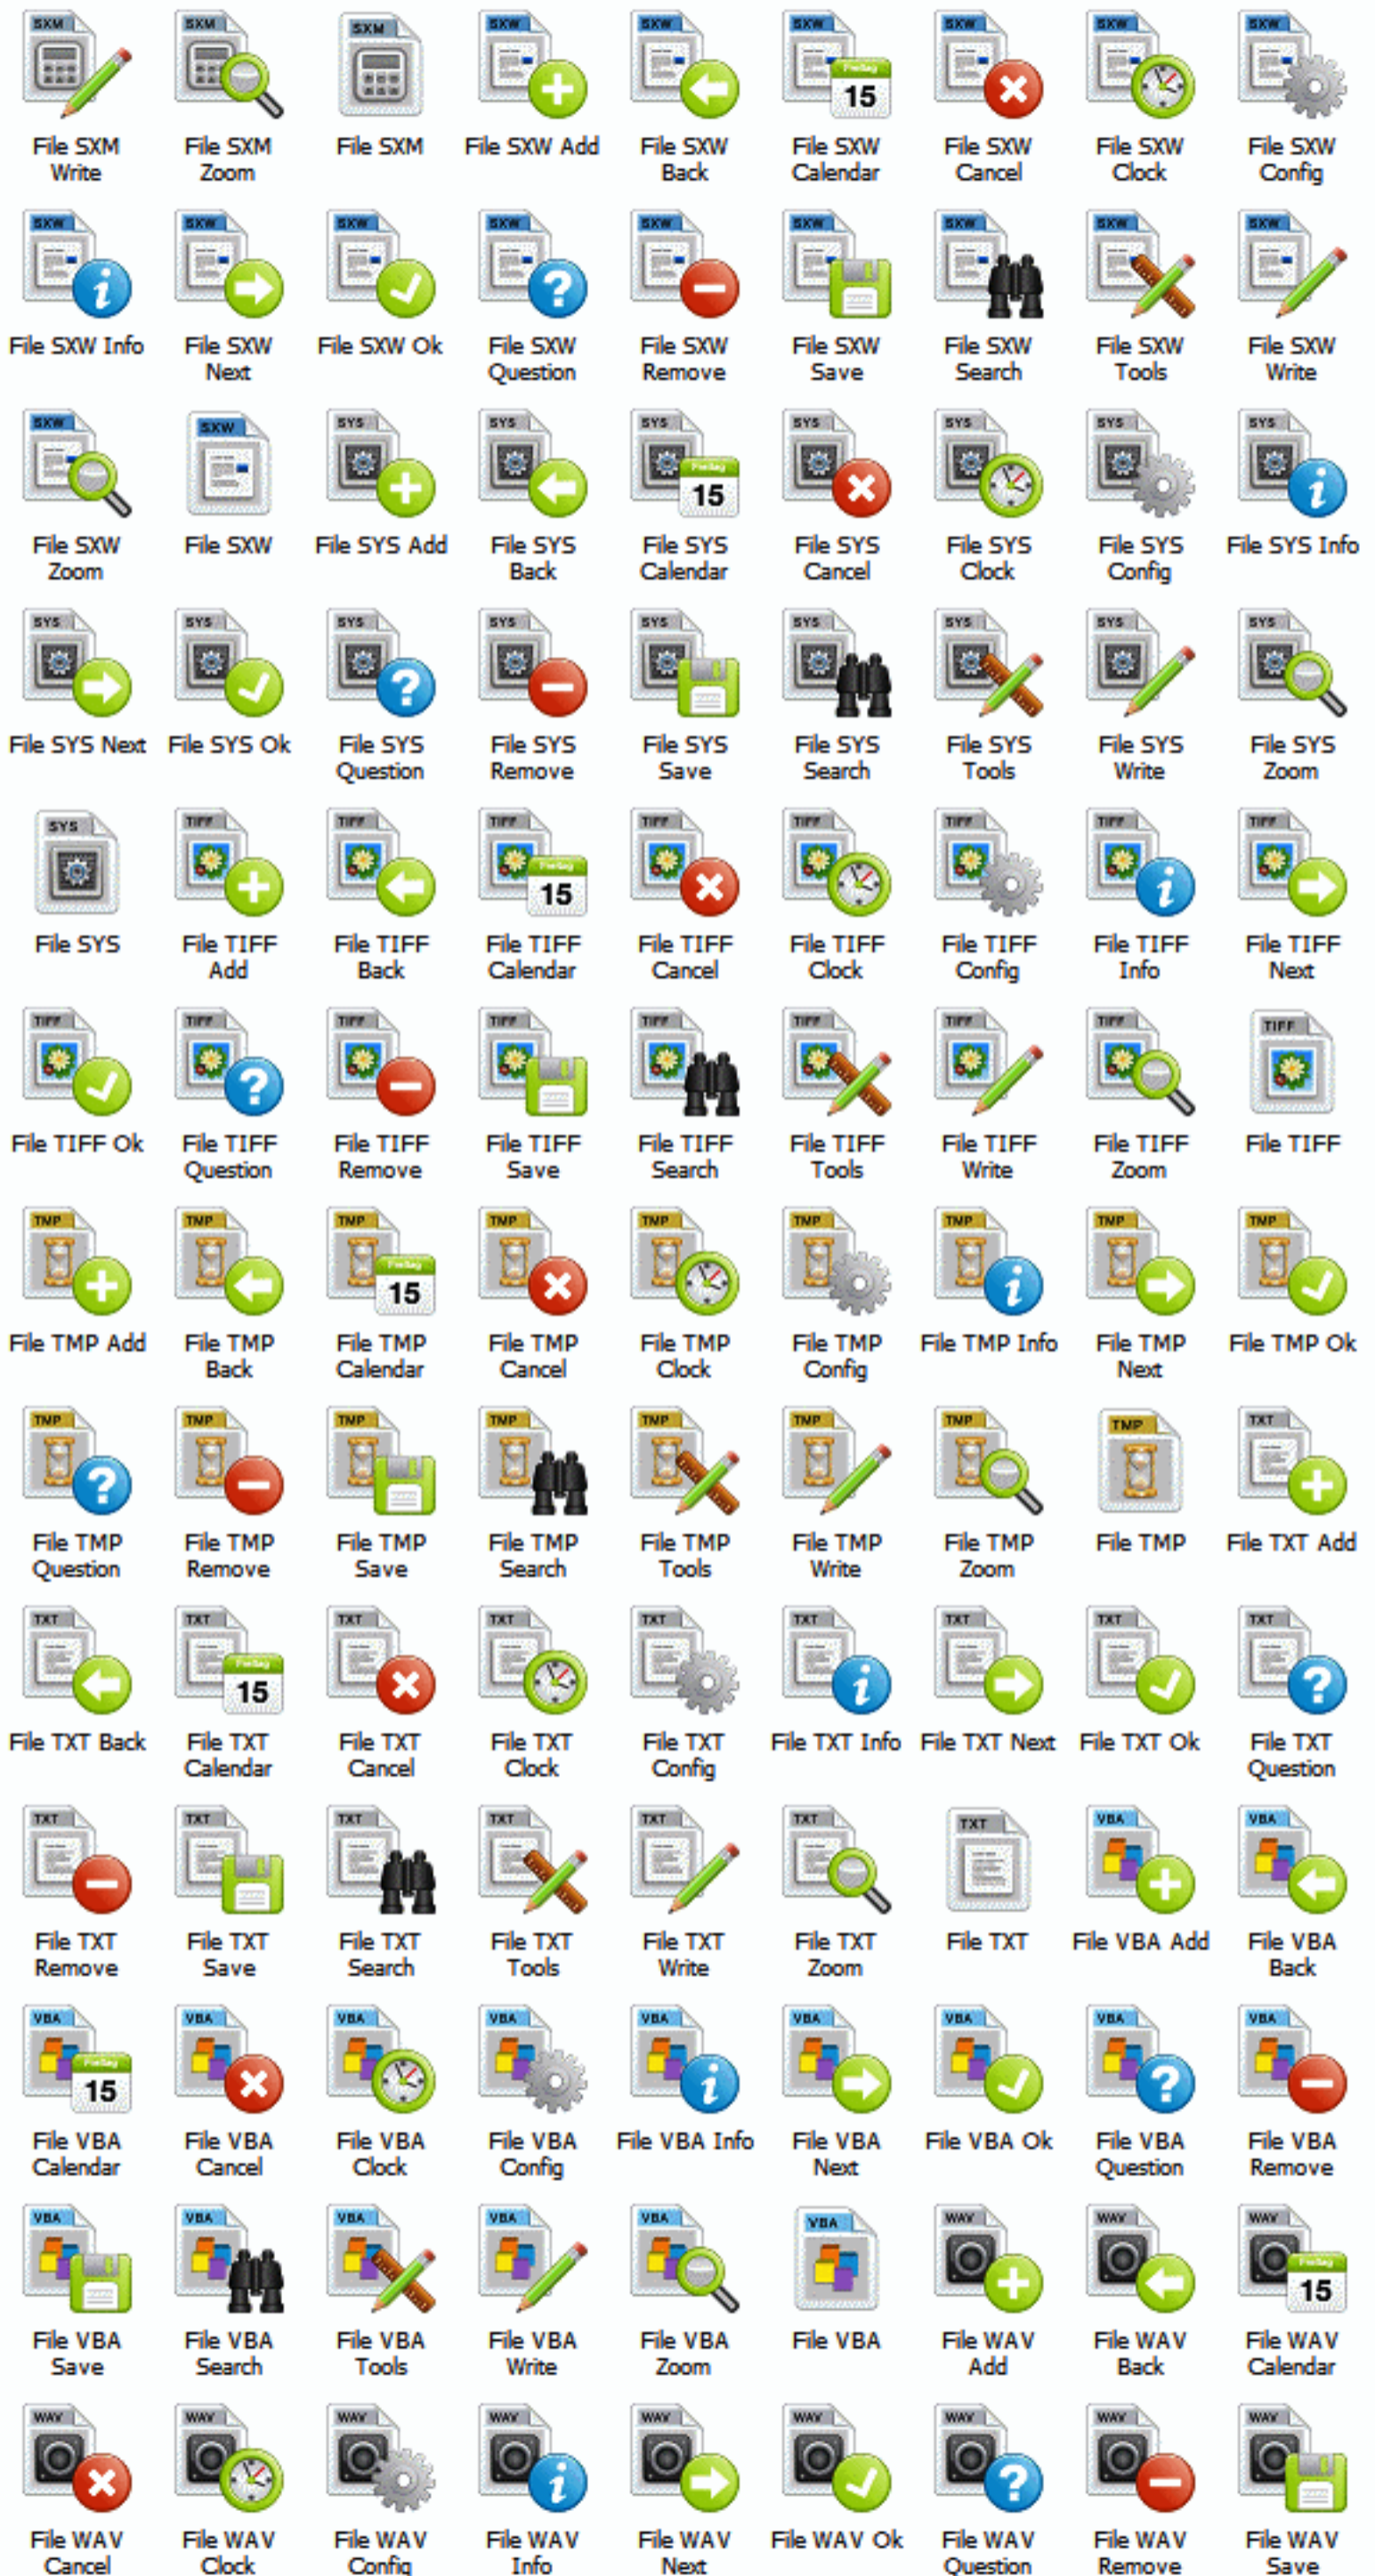 SXM SXM SXM SXW SXW SXW SXW SXW SXW
Freitag
15
File SXM File SXM File SXM File SXW Add File SXW File SXW File SXW File SXW File SXW
Write Zoom Back Calendar Cancel Clock Config
SXW SXW SXW SXW SXW SXW SXW SXW SXW
File SXW Info File SXW File SXW Ok File SXW File SXW File SXW File SXW File SXW File SXW
Next Question Remove Save Search Tools Write
SXW SXW SYS SYS SYS SYS SYS SYS SYS
Freitag
15
File SXW File SXW File SYS Add File SYS File SYS File SYS File SYS File SYS File SYS Info
Zoom Back Calendar Cancel Clock Config
SYS SYS SYS SYS SYS SYS SYS SYS SYS
File SYS Next File SYS Ok File SYS File SYS File SYS File SYS File SYS File SYS File SYS
Question Remove Save Search Tools Write Zoom
SYS TIFF TIFF TIFF TIFF TIFF TIFF TIFF TIFF
Freitag
15
File SYS File TIFF File TIFF File TIFF File TIFF File TIFF File TIFF File TIFF File TIFF
Add Back Calendar Cancel Clock Config Info Next
TIFF TIFF TIFF TIFF TIFF TIFF TIFF TIFF TIFF
File TIFF Ok File TIFF File TIFF File TIFF File TIFF File TIFF File TIFF File TIFF File TIFF
Question Remove Save Search Tools Write Zoom
TMP TMP TMP TMP TMP TMP TMP TMP TMP
Freitag
15
File TMP Add File TMP File TMP File TMP File TMP File TMP File TMP Info File TMP File TMP Ok
Back Calendar Cancel Clock Config Next
TMP TMP TMP TMP TMP TMP TMP TMP TXT
File TMP File TMP File TMP File TMP File TMP File TMP File TMP File TMP File TXT Add
Question Remove Save Search Tools Write Zoom
TXT TXT TXT TXT TXT TXT TXT TXT TXT
Freitag
15
File TXT Back File TXT File TXT File TXT File TXT File TXT Info File TXT Next File TXT Ok File TXT
Calendar Cancel Clock Config Question
TXT TXT TXT TXT TXT TXT TXT VBA VBA
File TXT File TXT File TXT File TXT File TXT File TXT File TXT File VBA Add File VBA
Remove Save Search Tools Write Zoom Back
VBA VBA VBA VBA VBA VBA VBA VBA VBA
Freitag
15
File VBA File VBA File VBA File VBA File VBA Info File VBA File VBA Ok File VBA File VBA
Calendar Cancel Clock Config Next Question Remove
VBA VBA VBA VBA VBA VBA WAV WAV WAV
Freitag
15
File VBA File VBA File VBA File VBA File VBA File VBA File WAV File WAV File WAV
Save Search Tools Write Zoom Add Back Calendar
WAV WAV WAV WAV WAV WAV WAV WAV WAV
File WAV File WAV File WAV File WAV File WAV File WAV Ok File WAV File WAV File WAV
Cancel Clock Config Info Next Question Remove Save